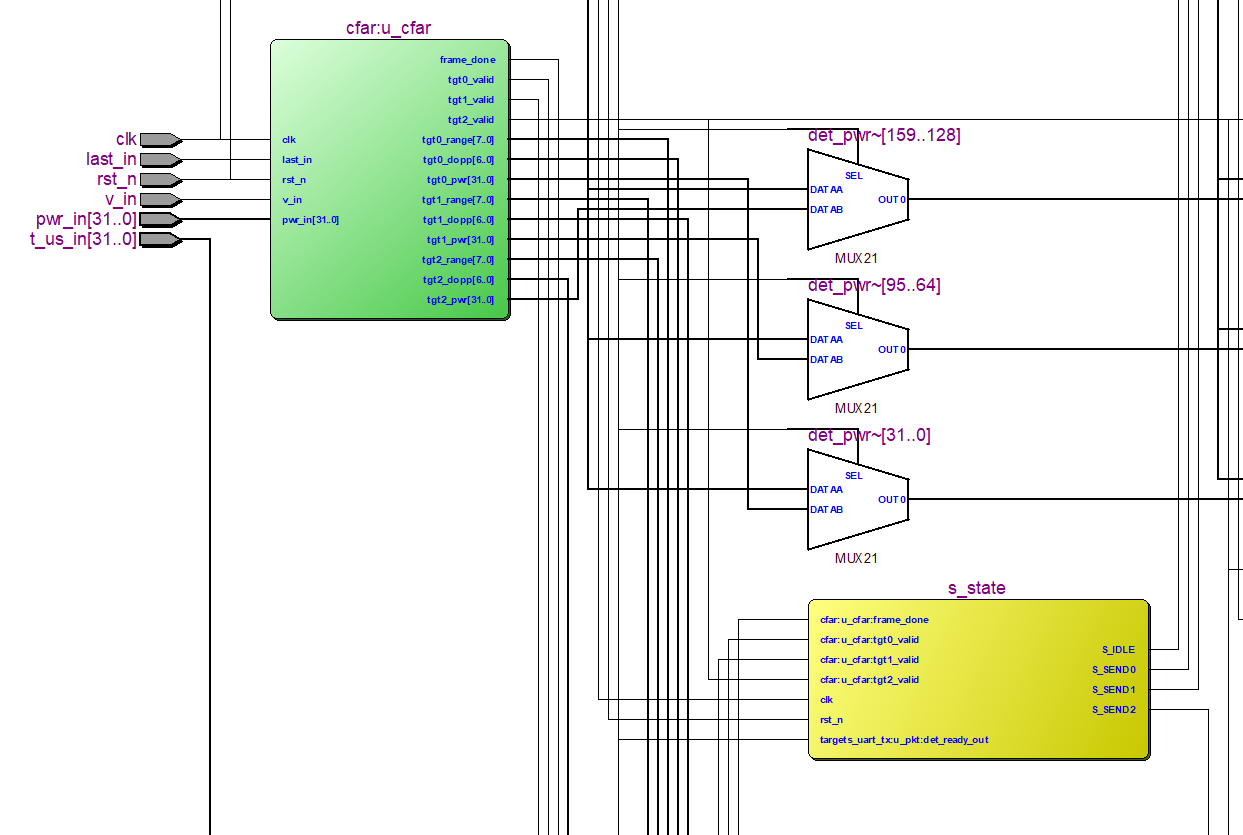 cfar:u_cfar
frame_done
tgt0_valid
tgt1_valid
tgt2_valid
tgt0_range[7..0]
tgt0_dopp[6..0]
tgt0_pwr[31..0]
tgt1_range[7..0]
tgt1_dopp[6..0]
tgt1_pwr[31..0]
tgt2_range[7..0]
tgt2_dopp[6..0]
tgt2_pwr[31..0]
clk
last_in
rst_n
v_in
pwr_in[31..0]
clk
last_in
rst_n
v_in
pwr_in[31..0]
t_us_in[31..0]
det_pwr~[159..128]
SEL
DATAA
DATAB
OUT0
MUX21
det_pwr~[95..64]
SEL
DATAA
DATAB
OUT0
MUX21
det_pwr~[31..0]
SEL
DATAA
DATAB
OUT0
MUX21
s_state
cfar:u_cfar:frame_done
cfar:u_cfar:tgt0_valid
cfar:u_cfar:tgt1_valid
cfar:u_cfar:tgt2_valid
clk
rst_n
targets_uart_tx:u_pkt:det_ready_out
S_IDLE
S_SEND0
S_SEND1
S_SEND2